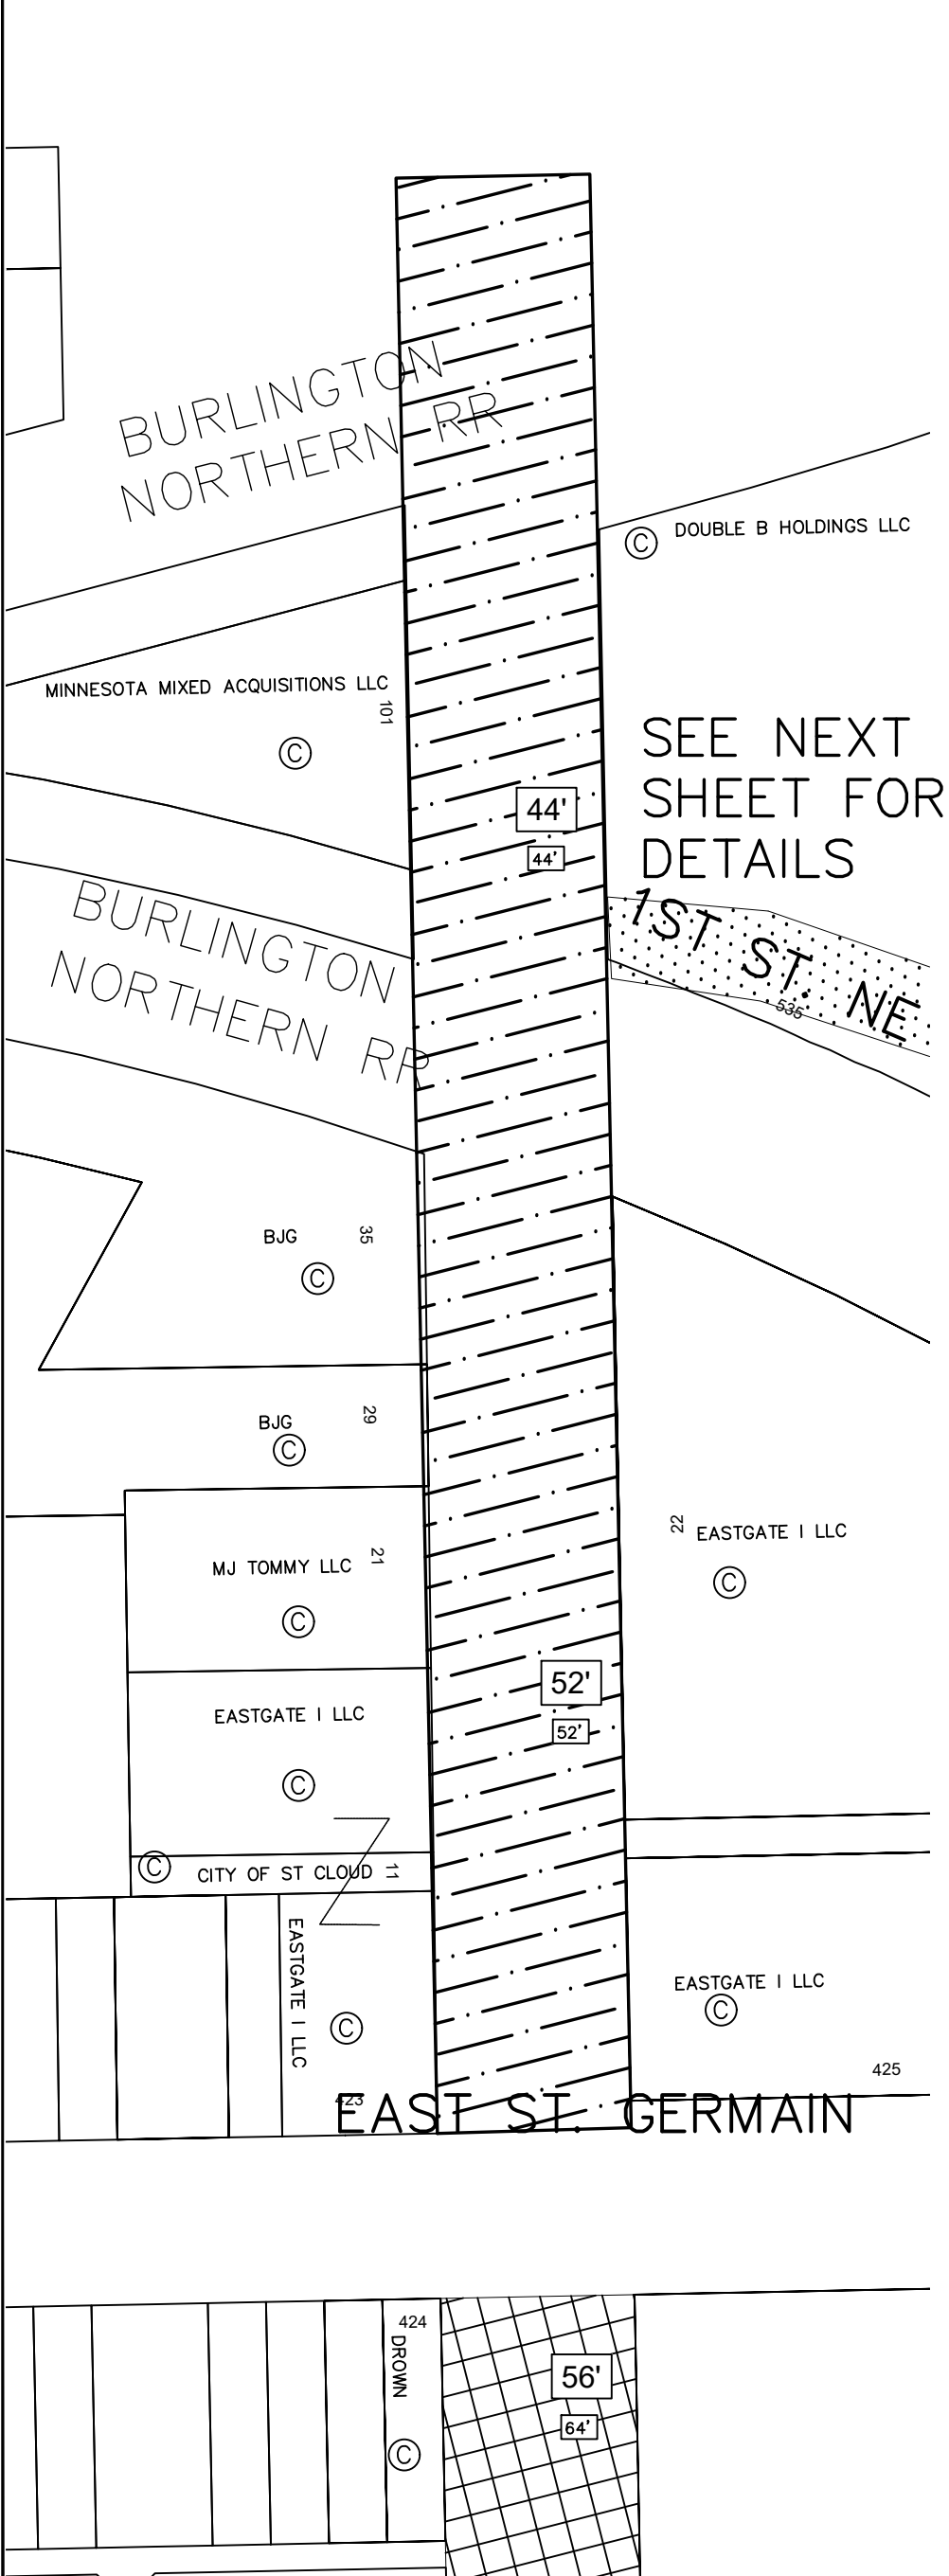 BURLINGTON
NORTHERN RR
DOUBLE B HOLDINGS LLC
©
MINNESOTA MIXED ACQUISITIONS LLC
101
©
SEE NEXT
SHEET FOR
DETAILS
44'
44'
1ST ST. NE
535
BURLINGTON
NORTHERN RR
BJG
35
©
BJG
29
©
22
EASTGATE I LLC
©
MJ TOMMY LLC
21
©
52'
52'
EASTGATE I LLC
©
©
CITY OF ST CLOUD
11
EASTGATE I LLC
©
423
EASTGATE I LLC
©
425
EAST ST. GERMAIN
424
DROWN
©
56'
64'